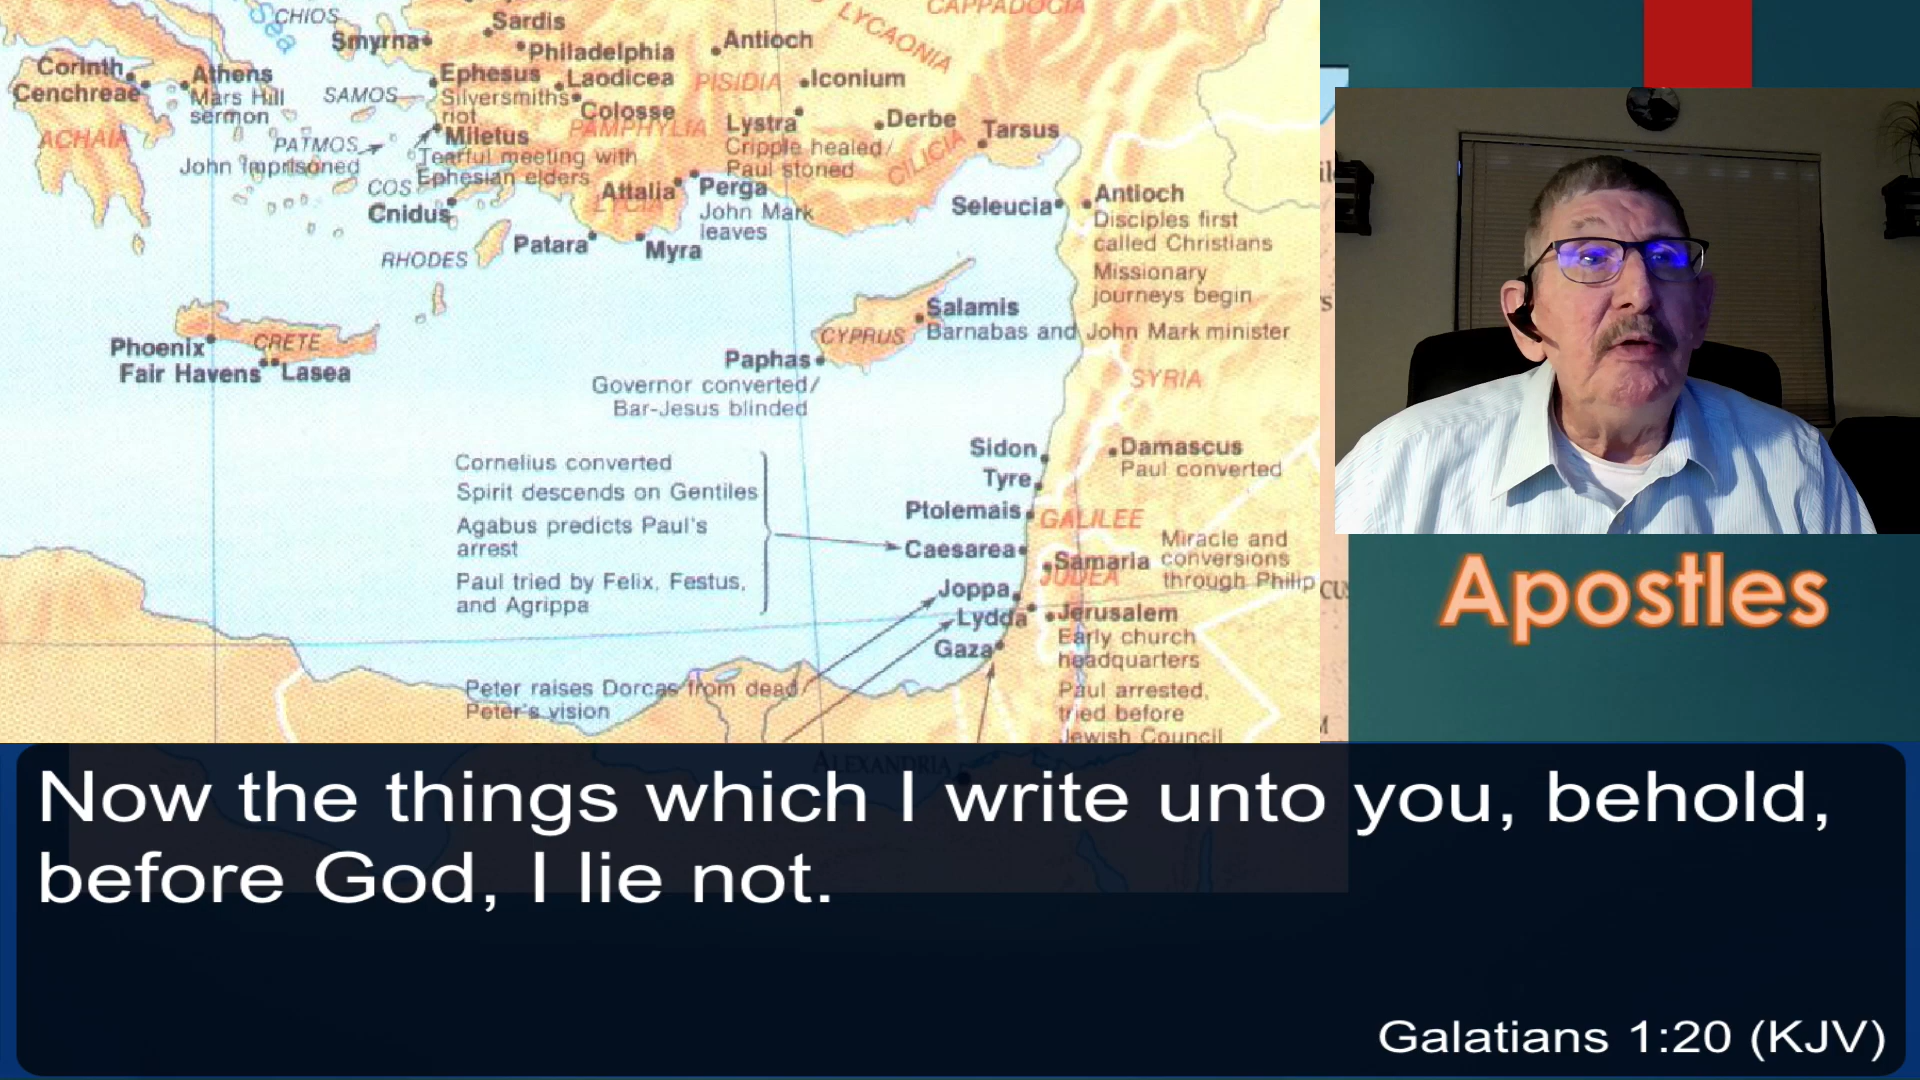 CHIOS
Sardis
CAPPADOCIA
LYCAONIA
Smyrna
Philadelphia
Antioch
Corinth
Athens
Ephesus
Laodicea
PISIDIA
Iconium
Cenchreae
Mars Hill
sermon
SAMOS
Silversmiths
riot
Colosse
ACHAIA
PATMOS
John imprisoned
Miletus
Tearful meeting with
Ephesian elders
PAMPHYLIA
Lystra
Cripple healed/
Paul stoned
Derbe
CILICIA
Tarsus
COS
Cnidus
Attalia
LYCIA
Perga
John Mark
leaves
Seleucia
Antioch
Disciples first
called Christians
Missionary
journeys begin
RHODES
Patara
Myra
Salamis
Barnabas and John Mark minister
CYPRUS
Phoenix
CRETE
Fair Havens
Lasea
Paphas
Governor converted/
Bar-Jesus blinded
SYRIA
Sidon
Damascus
Paul converted
Tyre
Ptolemais
GALILEE
Cornelius converted
Spirit descends on Gentiles
Agabus predicts Paul's
arrest
Paul tried by Felix, Festus,
and Agrippa
Caesarea
Samaria
JUDEA
Miracle and
conversions
through Philip
Joppa
Lydda
Jerusalem
Early church
headquarters
Gaza
Peter raises Dorcas from dead/
Peter's vision
Paul arrested,
tried before
Jewish Council
Apostles
ALEXANDRIA
Now the things which I write unto you, behold,
before God, I lie not.
Galatians 1:20 (KJV)